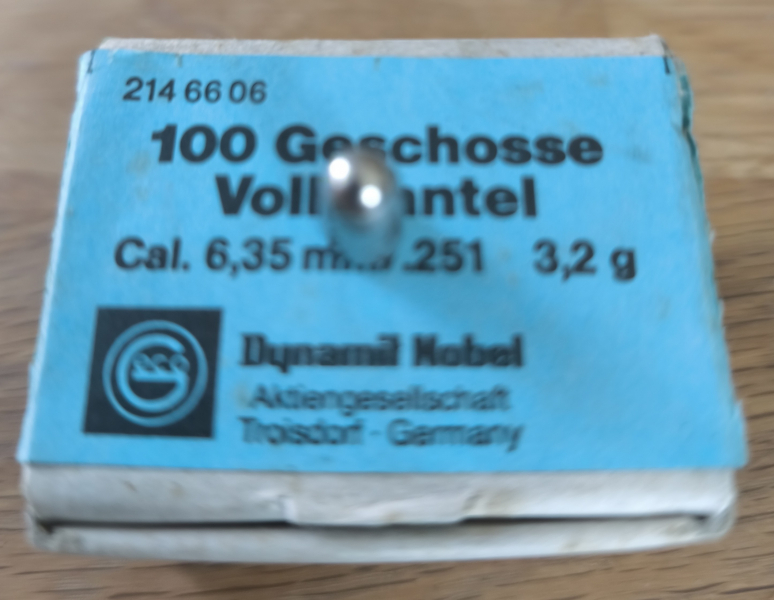 214 66 06
100 Geschosse
Cal. 6,35 .251 3,2 g
Dynamit Nobel
Aktiengesellschaft
Troisdorf - Germany